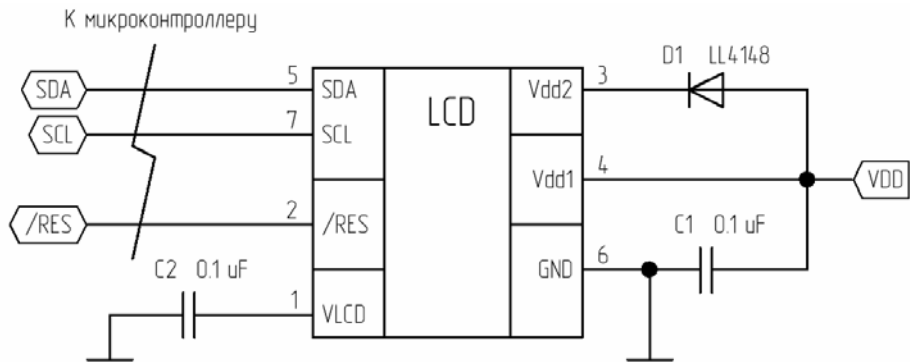 К микроконтроллеру
SDA 5 SDA LCD Vdd2 3 D1 LL4148
SCL 7 SCL
Vdd1 4 VDD
/RES 2 /RES C1 0.1 uF
C2 0.1 uF GND 6
1 VLCD